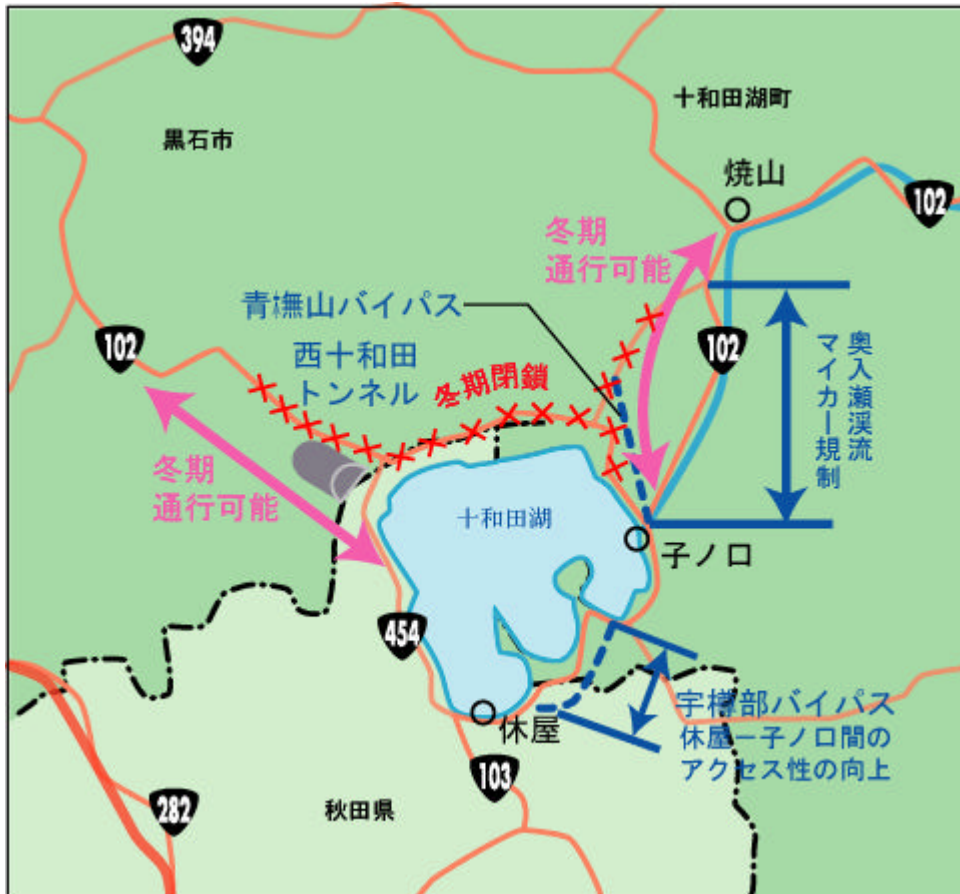 394
十和田湖町
黒石市
焼山
102
冬期
通行可能
青橅山バイパス
102
102
西十和田
トンネル
冬期閉鎖
奥入瀬渓流
マイカー規制
冬期
通行可能
十和田湖
子ノ口
454
宇樽部バイパス
休屋
休屋－子ノ口間の
アクセス性の向上
103
282
秋田県